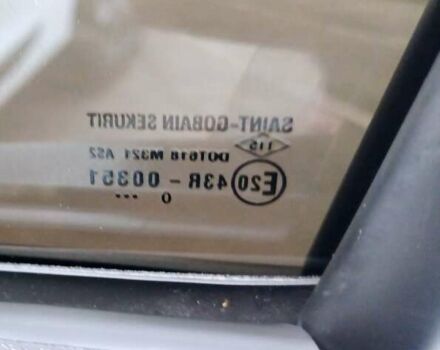 SAINT-GOBAIN SEKURIT
115
DOT618 M321 AS2
E20 43R - 00351
0 ...